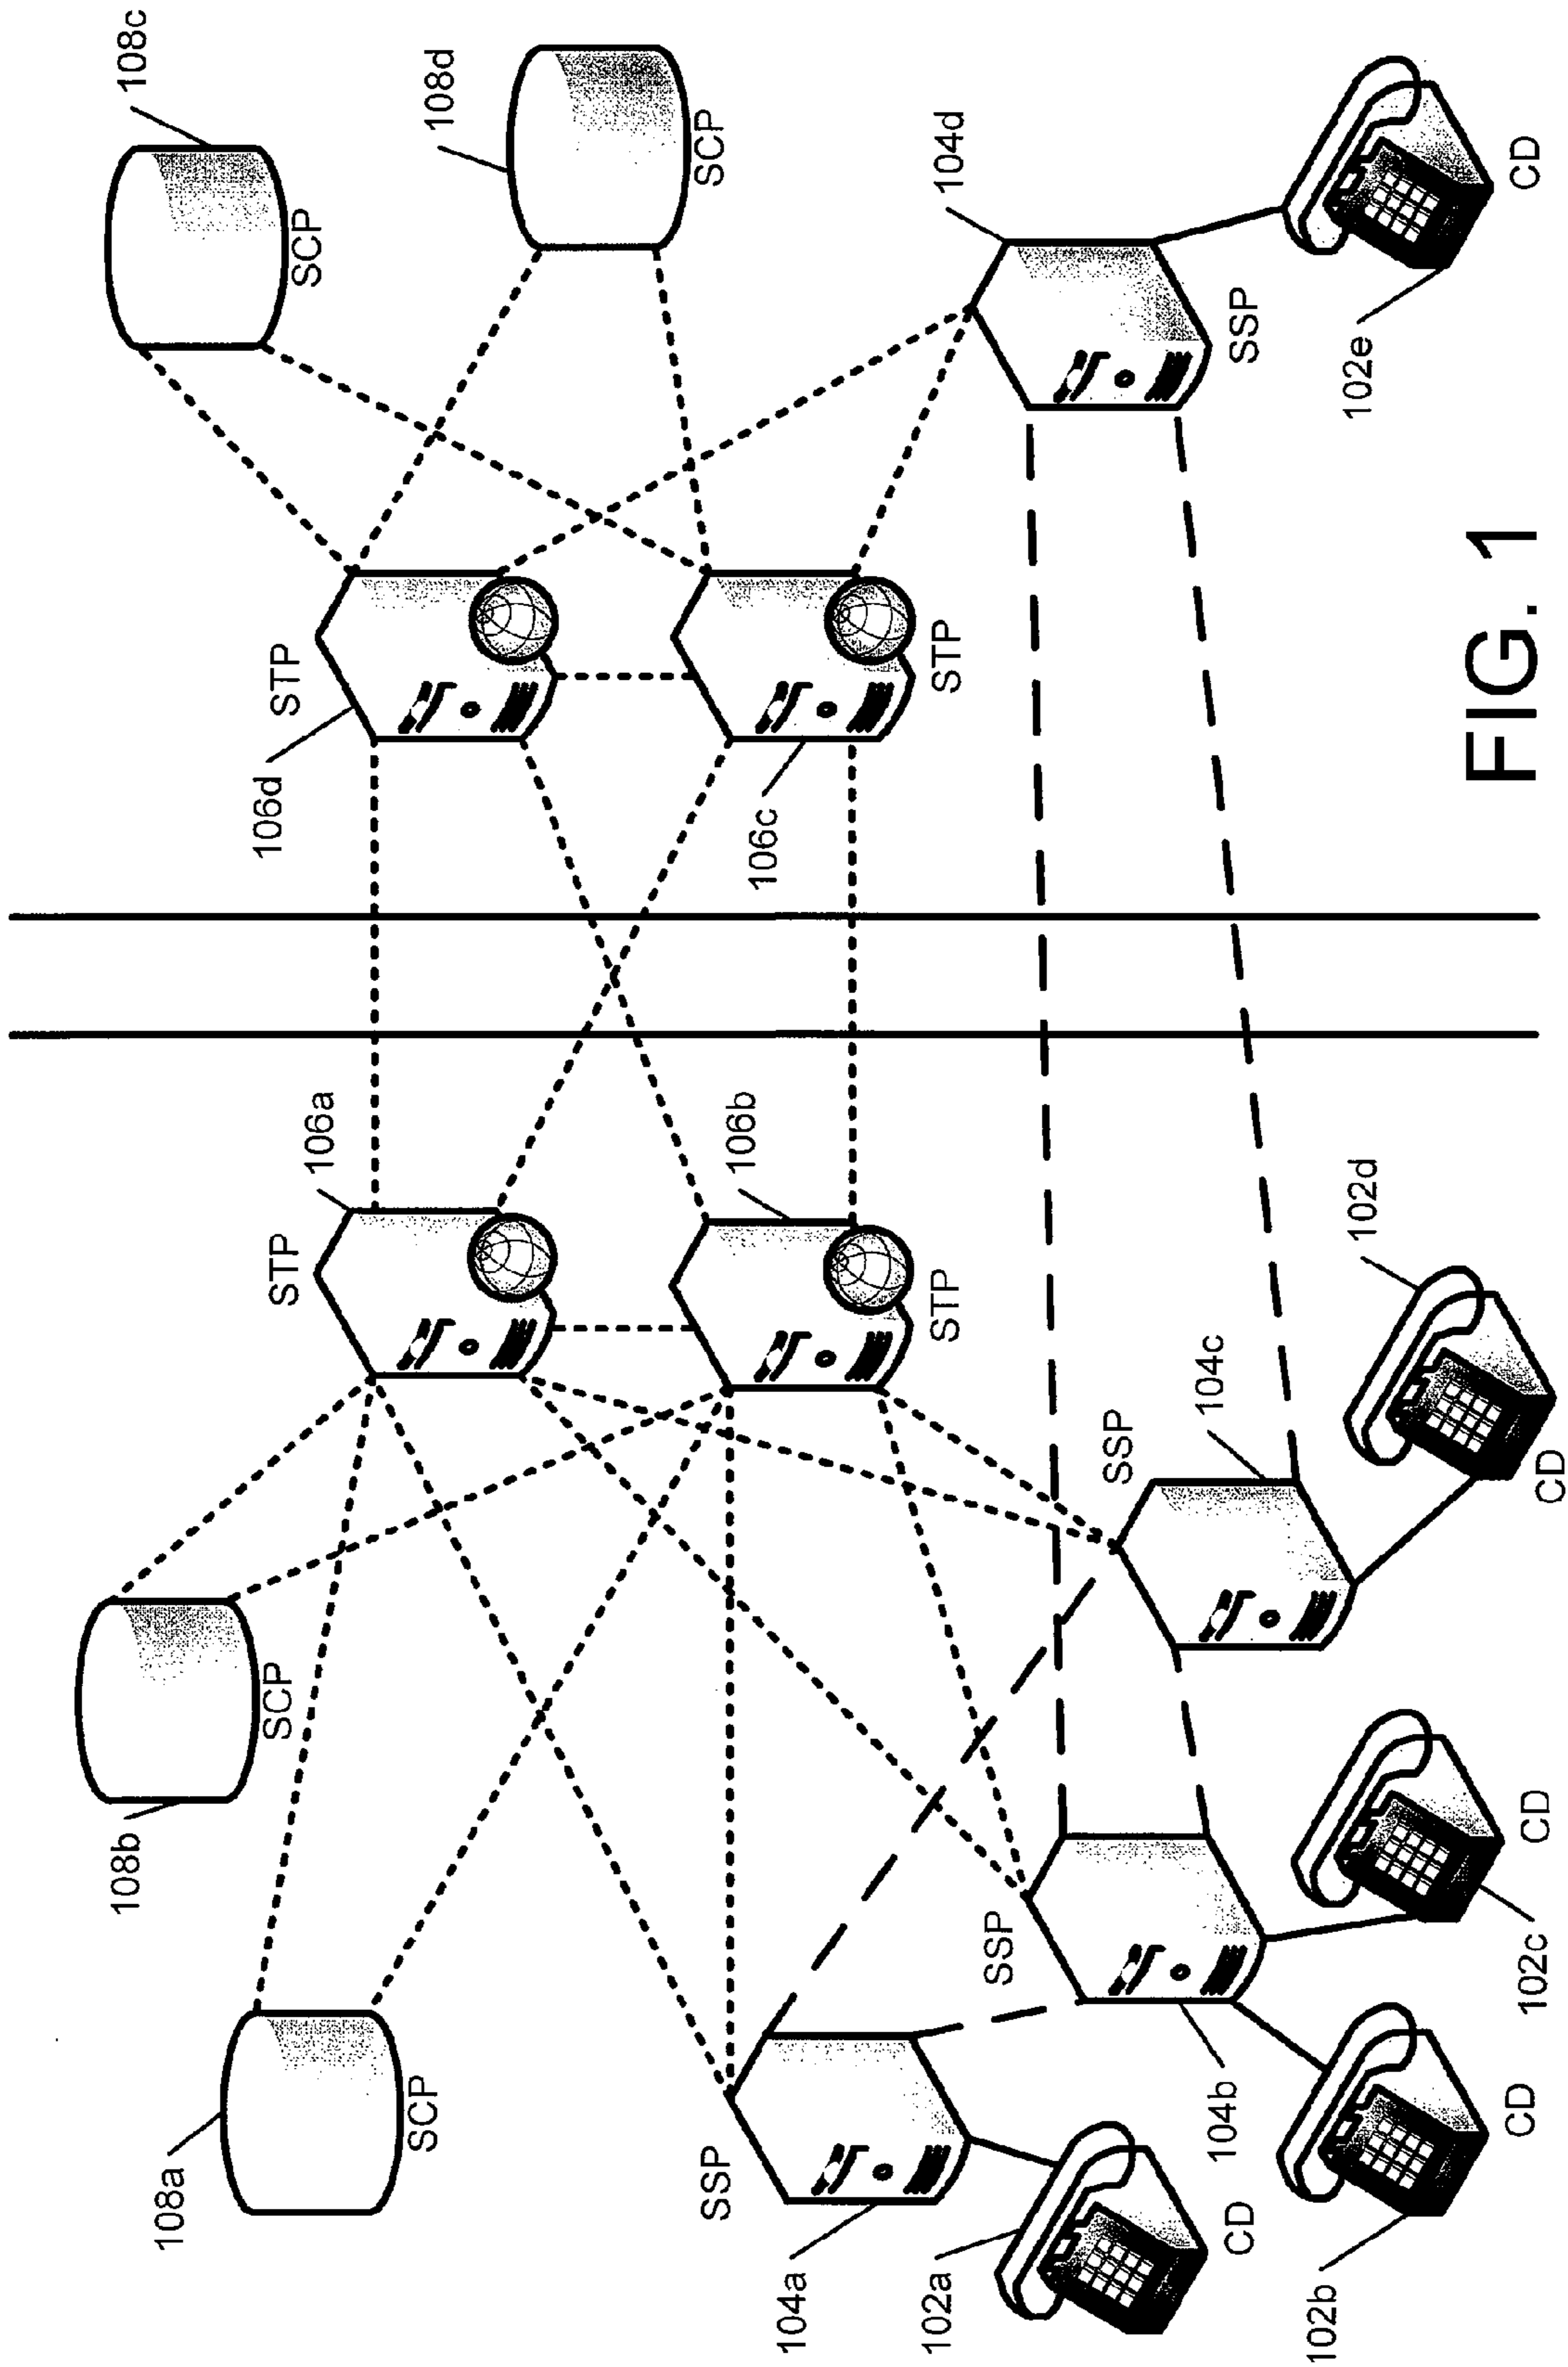 108a
SCP
108b
SCP
STP
106a
106d
STP
108c
SCP
108d
SCP
106b
STP
106c
STP
SSP
104a
SSP
104b
SSP
104c
104d
SSP
102a
CD
102b
CD
102c
CD
102d
CD
102e
CD
FIG. 1